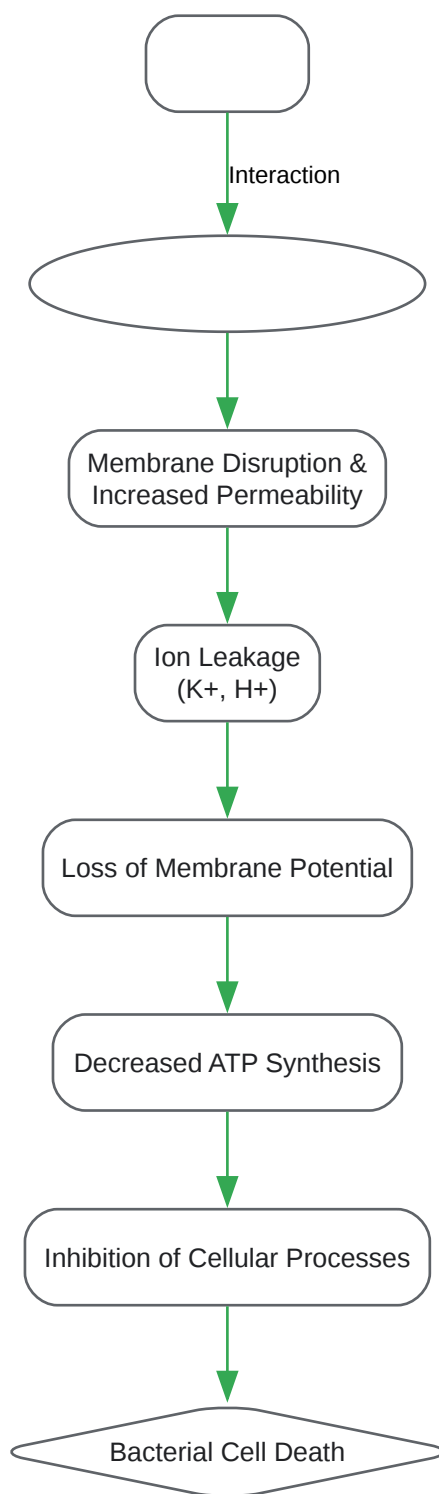 Interaction
Membrane Disruption &
Increased Permeability
Ion Leakage
(K+, H+)
Loss of Membrane Potential
Decreased ATP Synthesis
Inhibition of Cellular Processes
Bacterial Cell Death